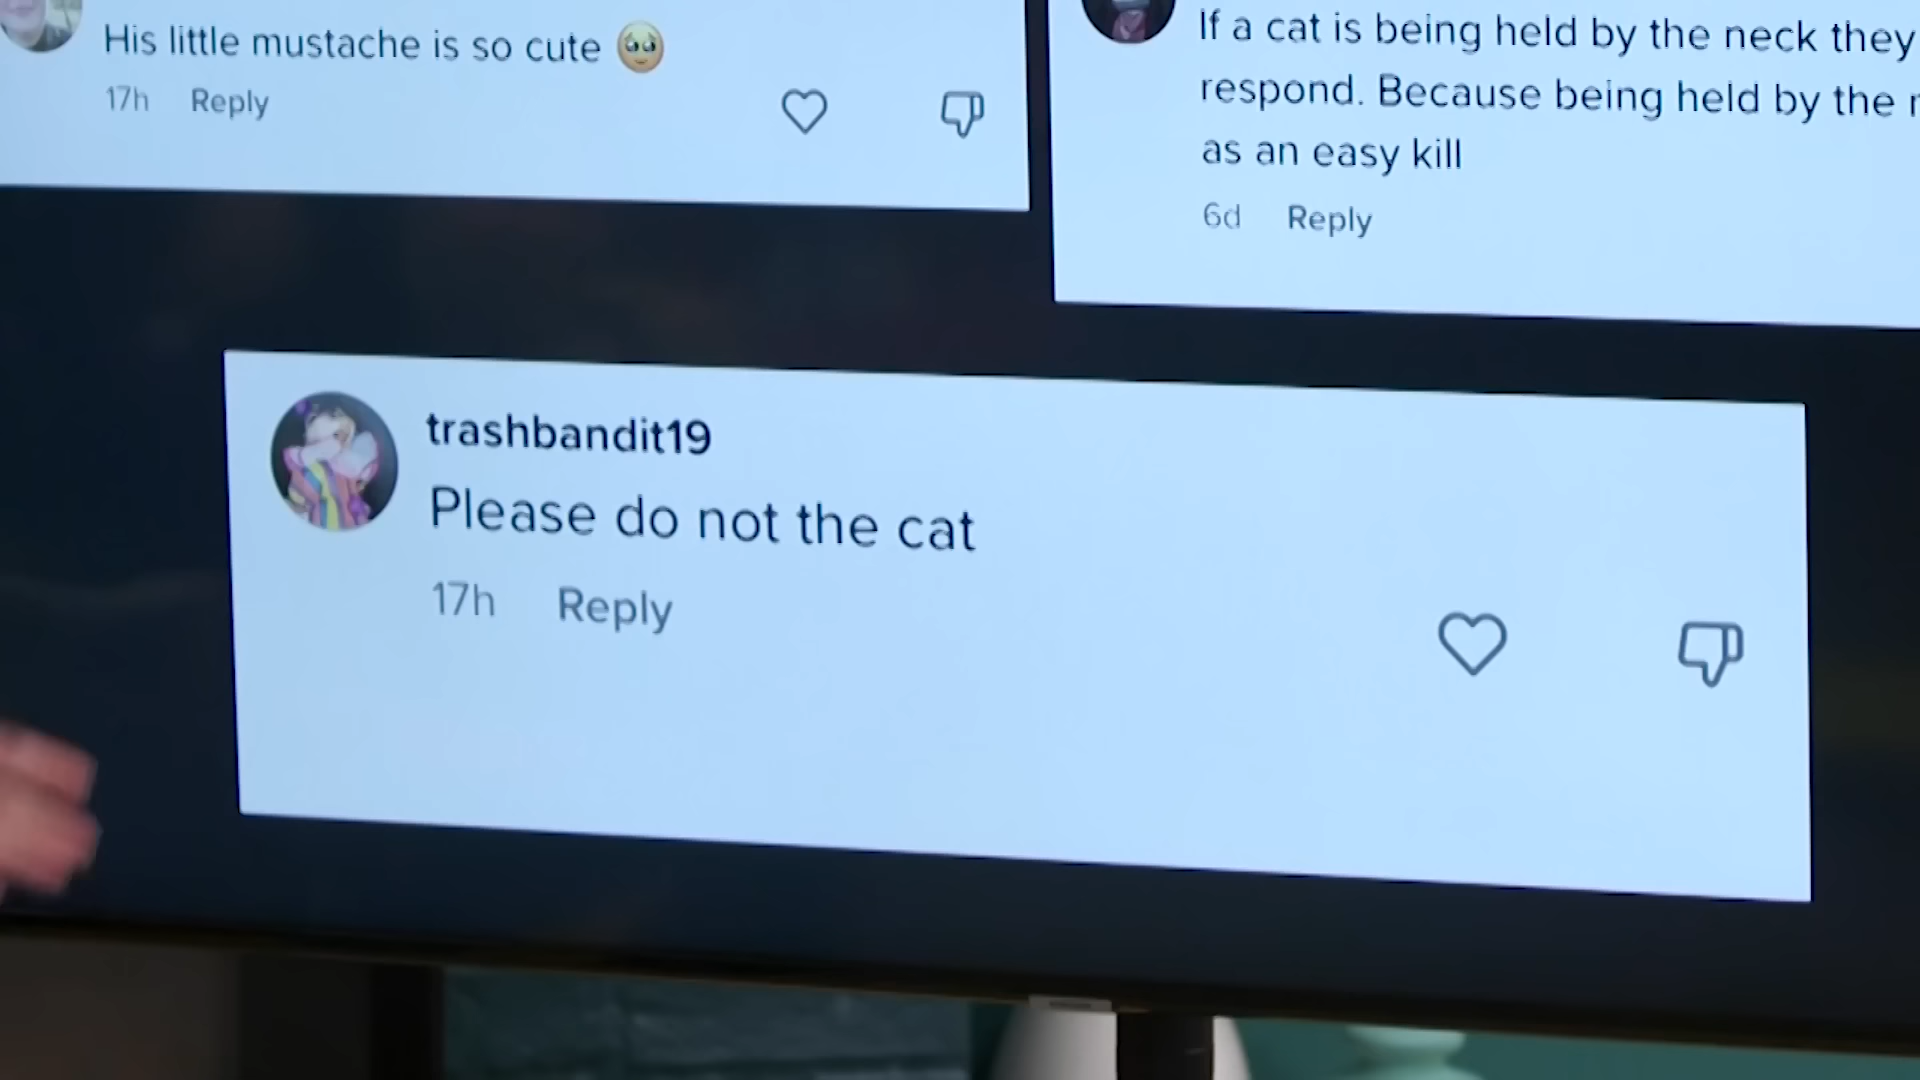 His little mustache is so cute 🥹
17h Reply
If a cat is being held by the neck they
respond. Because being held by the
as an easy kill
6d Reply
trashbandit19
Please do not the cat
17h Reply